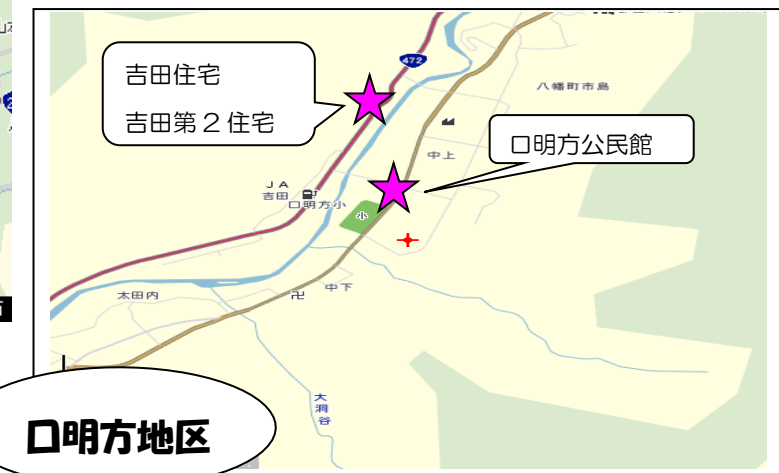 吉田住宅
吉田第２住宅
472
八幡町市島
中上
口明方公民館
ＪＡ
吉田
口明方小
小
太田内
卍
中下
大洞谷
口明方地区